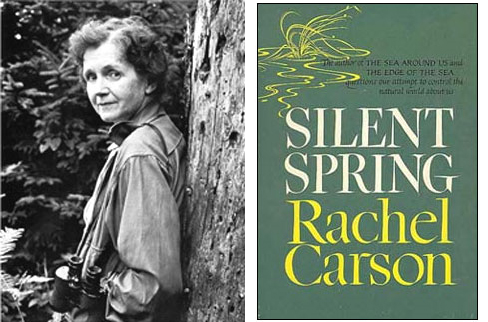 The author of THE SEA AROUND US and
THE EDGE OF THE SEA
questions our attempt to control the
natural world about us
SILENT
SPRING
Rachel
Carson